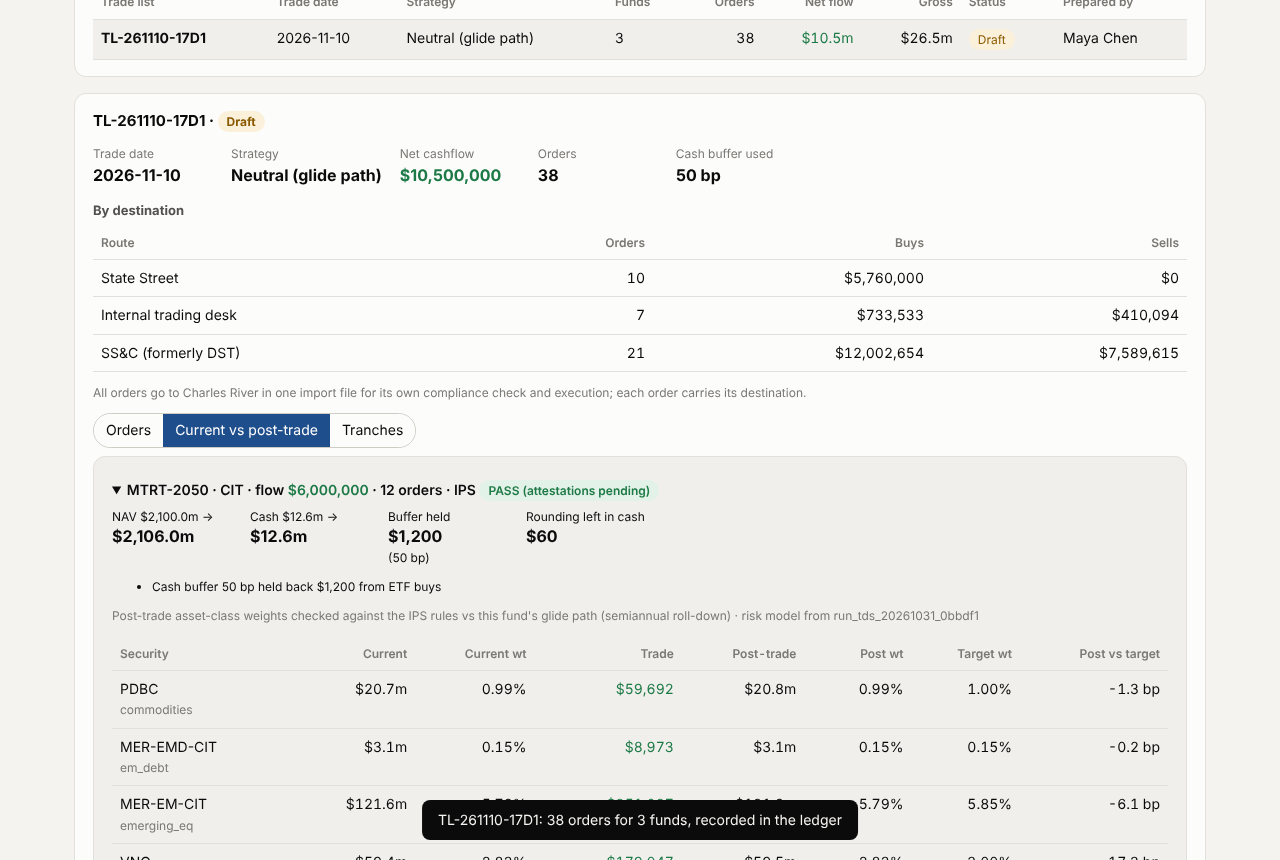 Trade list Trade date Strategy Funds Orders Net flow Gross Status Prepared by
TL-261110-17D1 2026-11-10 Neutral (glide path) 3 38 $10.5m $26.5m Draft Maya Chen
TL-261110-17D1 · Draft
Trade date Strategy Net cashflow Orders Cash buffer used
2026-11-10 Neutral (glide path) $10,500,000 38 50 bp
By destination
Route Orders Buys Sells
State Street 10 $5,760,000 $0
Internal trading desk 7 $733,533 $410,094
SS&C (formerly DST) 21 $12,002,654 $7,589,615
All orders go to Charles River in one import file for its own compliance check and execution; each order carries its destination.
Orders Current vs post-trade Tranches
▼ MTRT-2050 · CIT · flow $6,000,000 · 12 orders · IPS PASS (attestations pending)
NAV $2,100.0m → Cash $12.6m → Buffer held Rounding left in cash
$2,106.0m $12.6m $1,200 $60
(50 bp)
• Cash buffer 50 bp held back $1,200 from ETF buys
Post-trade asset-class weights checked against the IPS rules vs this fund's glide path (semiannual roll-down) · risk model from run_tds_20261031_0bbdf1
Security Current Current wt Trade Post-trade Post wt Target wt Post vs target
PDBC $20.7m 0.99% $59,692 $20.8m 0.99% 1.00% -1.3 bp
commodities
MER-EMD-CIT $3.1m 0.15% $8,973 $3.1m 0.15% 0.15% -0.2 bp
em_debt
MER-EM-CIT $121.6m 5.79% 5.85% -6.1 bp
emerging_eq
TL-261110-17D1: 38 orders for 3 funds, recorded in the ledger